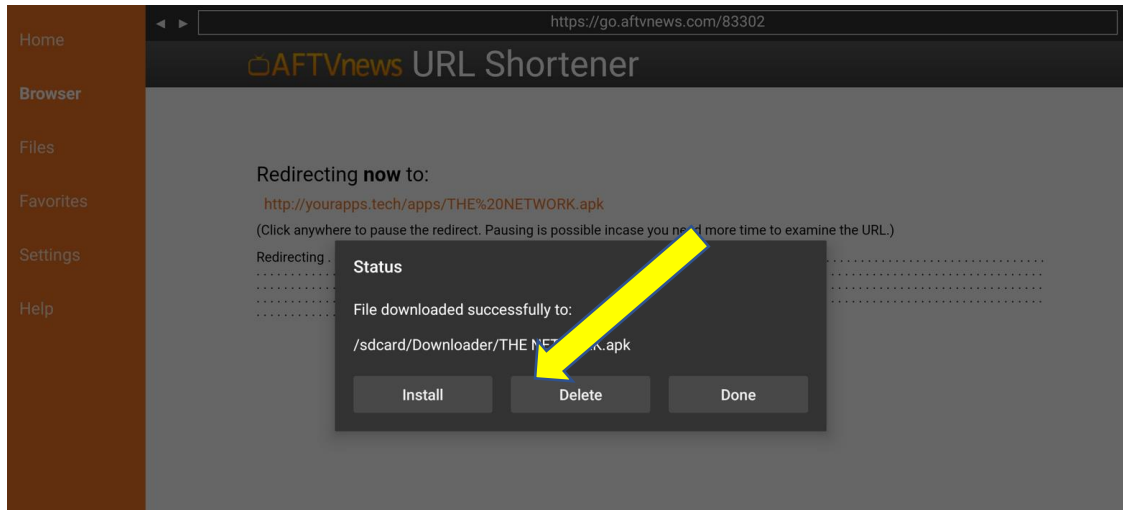 https://go.aftvnews.com/83302
Home
AFTVnews URL Shortener
Browser
Files
Redirecting now to:
Favorites
http://yourapps.tech/apps/THE%20NETWORK.apk
(Click anywhere to pause the redirect. Pausing is possible incase you more time to examine the URL.)
Settings
Redirecting . . . . . . . . . . . . . . . . . . . . . . . . . . . . . .
Status
Help
File downloaded successfully to:
/sdcard/Downloader/THE .apk
Install Delete Done